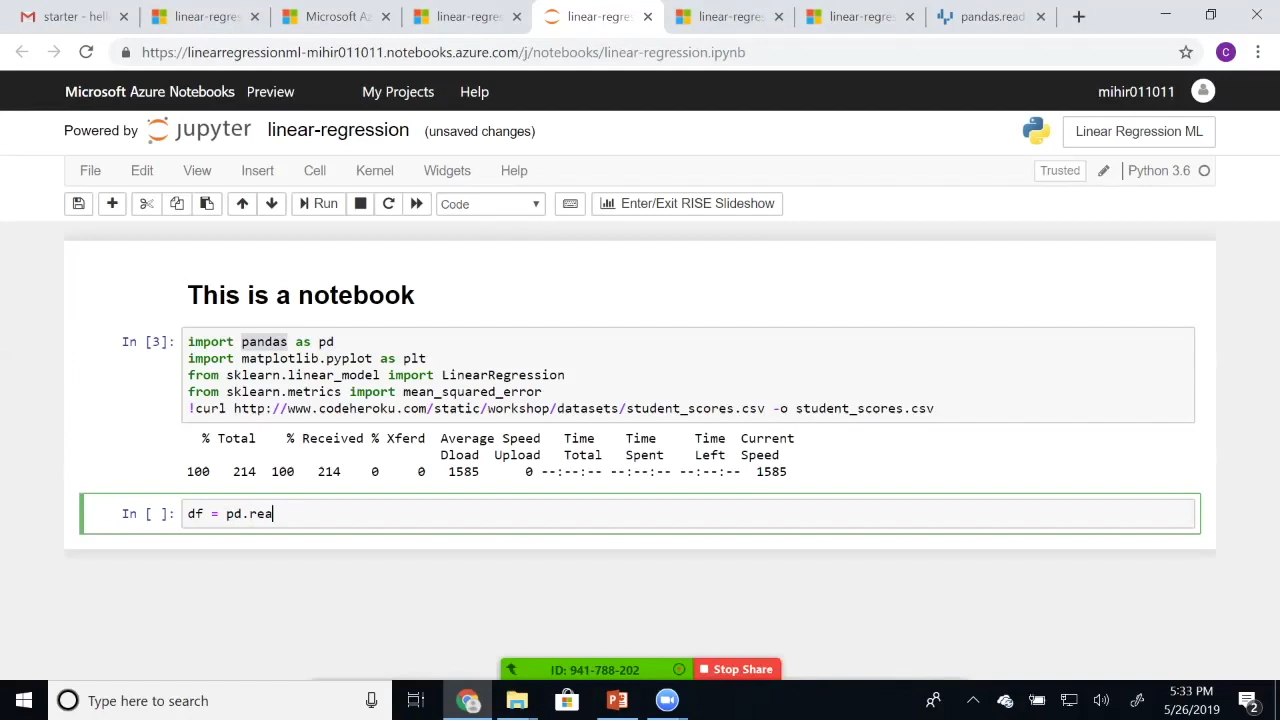 starter - heli
linear-regre
Microsoft Az
linear-regre
linear-regres
linear-regre
linear-regre
pandas.read
https://linearregressionml-mihir011011.notebooks.azure.com/j/notebooks/linear-regression.ipynb
C
Microsoft Azure Notebooks Preview My Projects Help mihir011011
Powered by jupyter linear-regression (unsaved changes) Linear Regression ML
File Edit View Insert Cell Kernel Widgets Help Trusted Python 3.6
Run Code Enter/Exit RISE Slideshow
This is a notebook
In [3]: import pandas as pd
import matplotlib.pyplot as plt
from sklearn.linear_model import LinearRegression
from sklearn.metrics import mean_squared_error
!curl http://www.codeheroku.com/static/workshop/datasets/student_scores.csv -o student_scores.csv
% Total % Received % Xferd Average Speed Time Time Time Current
Dload Upload Total Spent Left Speed
100 214 100 214 0 0 1585 0 --:--:-- --:--:-- --:--:-- 1585
In [ ]: df = pd.rea
ID: 941-788-202 Stop Share
Type here to search
5:33 PM
5/26/2019
2